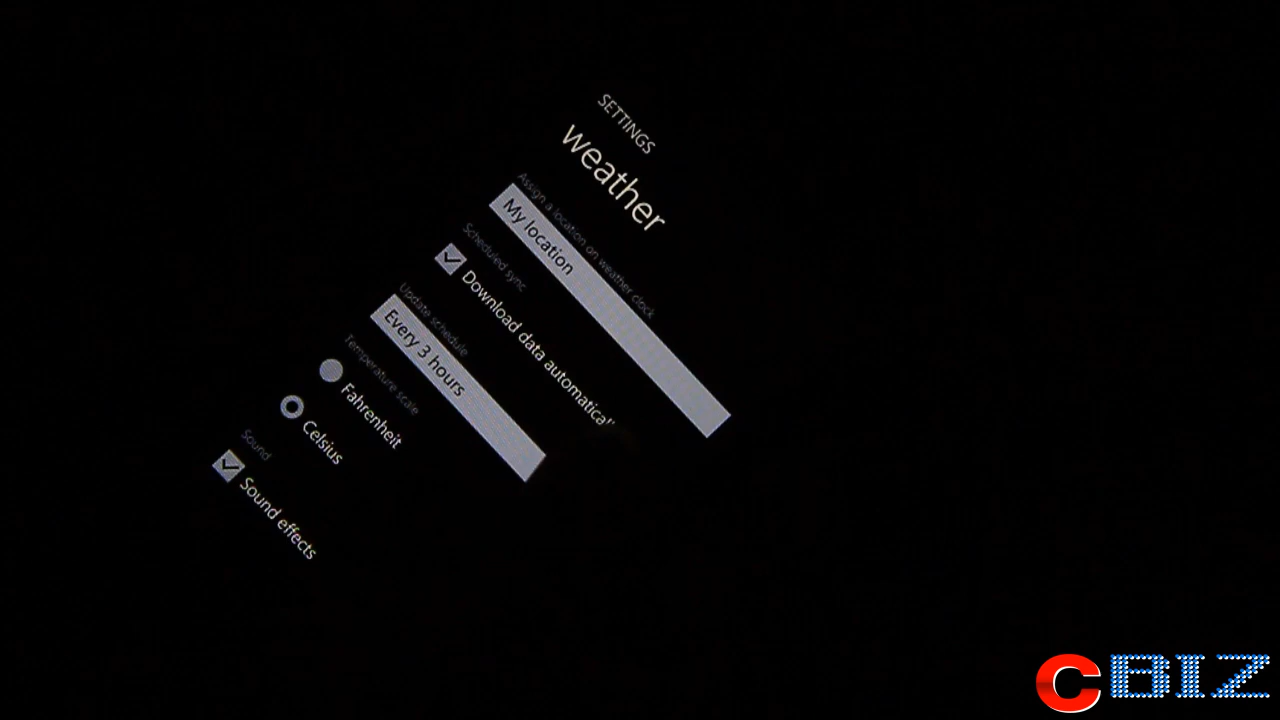 SETTINGS
weather
Assign a location on weather clock
My location
Scheduled sync
Download data automatical
Update schedule
Every 3 hours
Temperature scale
Fahrenheit
Celsius
Sound
Sound effects
CBIZ